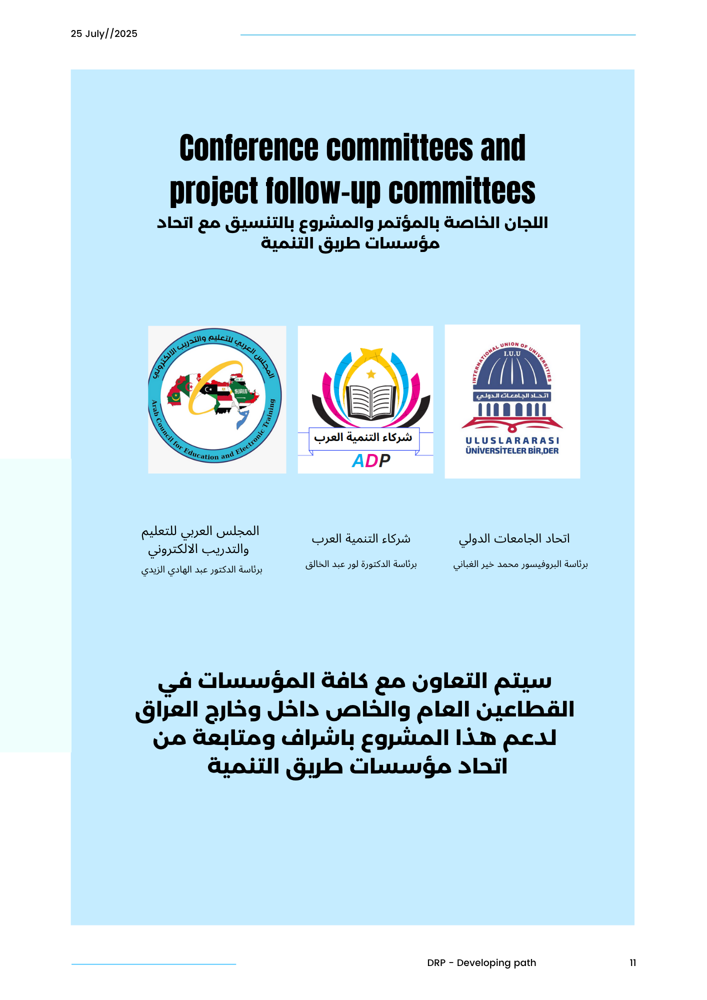 25 July//2025
Conference committees and
project follow-up committees
اللجان الخاصة بالمؤتمر والمشروع بالتنسيق مع اتحاد
مؤسسات طريق التنمية
المجلس العربي للتعليم والتدريب الالكتروني
Arab Council for Education and Electronic Training
شركاء التنمية العرب
ADP
INTERNATIONAL UNION OF UNIVERSITIES
I.U.U
اتحاد الجامعات الدولي
ULUSLARARASI
ÜNİVERSİTELER BİR,DER
المجلس العربي للتعليم
والتدريب الالكتروني
برئاسة الدكتور عبد الهادي الزيدي
شركاء التنمية العرب
برئاسة الدكتورة لور عبد الخالق
اتحاد الجامعات الدولي
برئاسة البروفيسور محمد خير الغباني
سيتم التعاون مع كافة المؤسسات في
القطاعين العام والخاص داخل وخارج العراق
لدعم هذا المشروع باشراف ومتابعة من
اتحاد مؤسسات طريق التنمية
DRP - Developing path
11